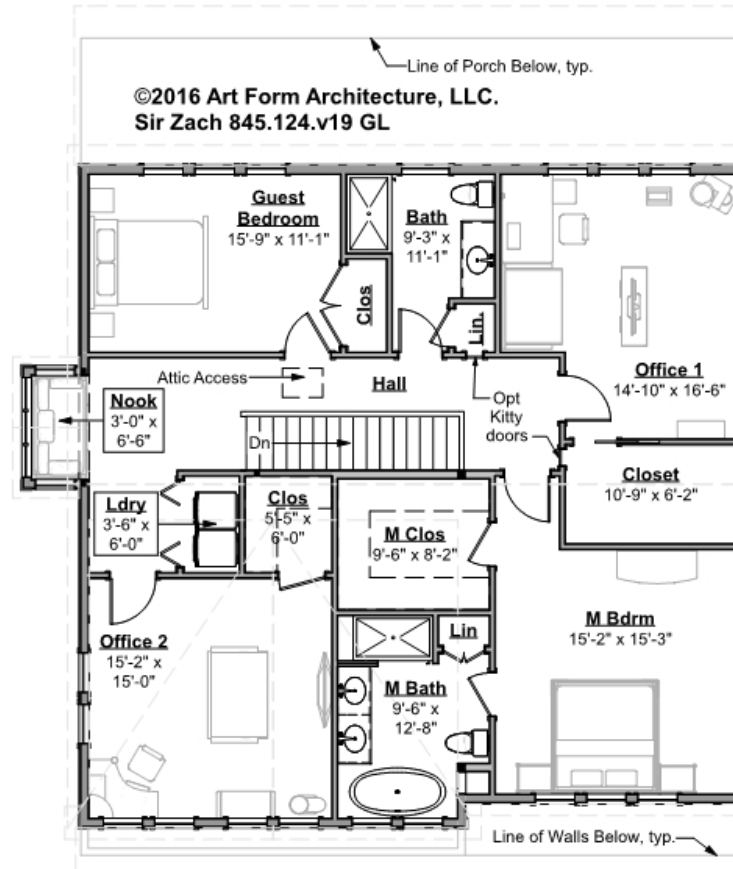 Line of Porch Below, typ.
©2016 Art Form Architecture, LLC.
Sir Zach 845.124.v19 GL
Guest
Bedroom
15'-9" x 11'-1"
Bath
9'-3" x
11'-1"
Clos
Lin.
Office 1
14'-10" x 16'-6"
Attic Access
Hall
Nook
3'-0" x
6'-6"
Dn
Opt
Kitty
doors
Closet
10'-9" x 6'-2"
Ldry
3'-6" x
6'-0"
Clos
5'-5" x
6'-0"
M Clos
9'-6" x 8'-2"
Office 2
15'-2" x
15'-0"
Lin
M Bdrm
15'-2" x 15'-3"
M Bath
9'-6" x
12'-8"
Line of Walls Below, typ.